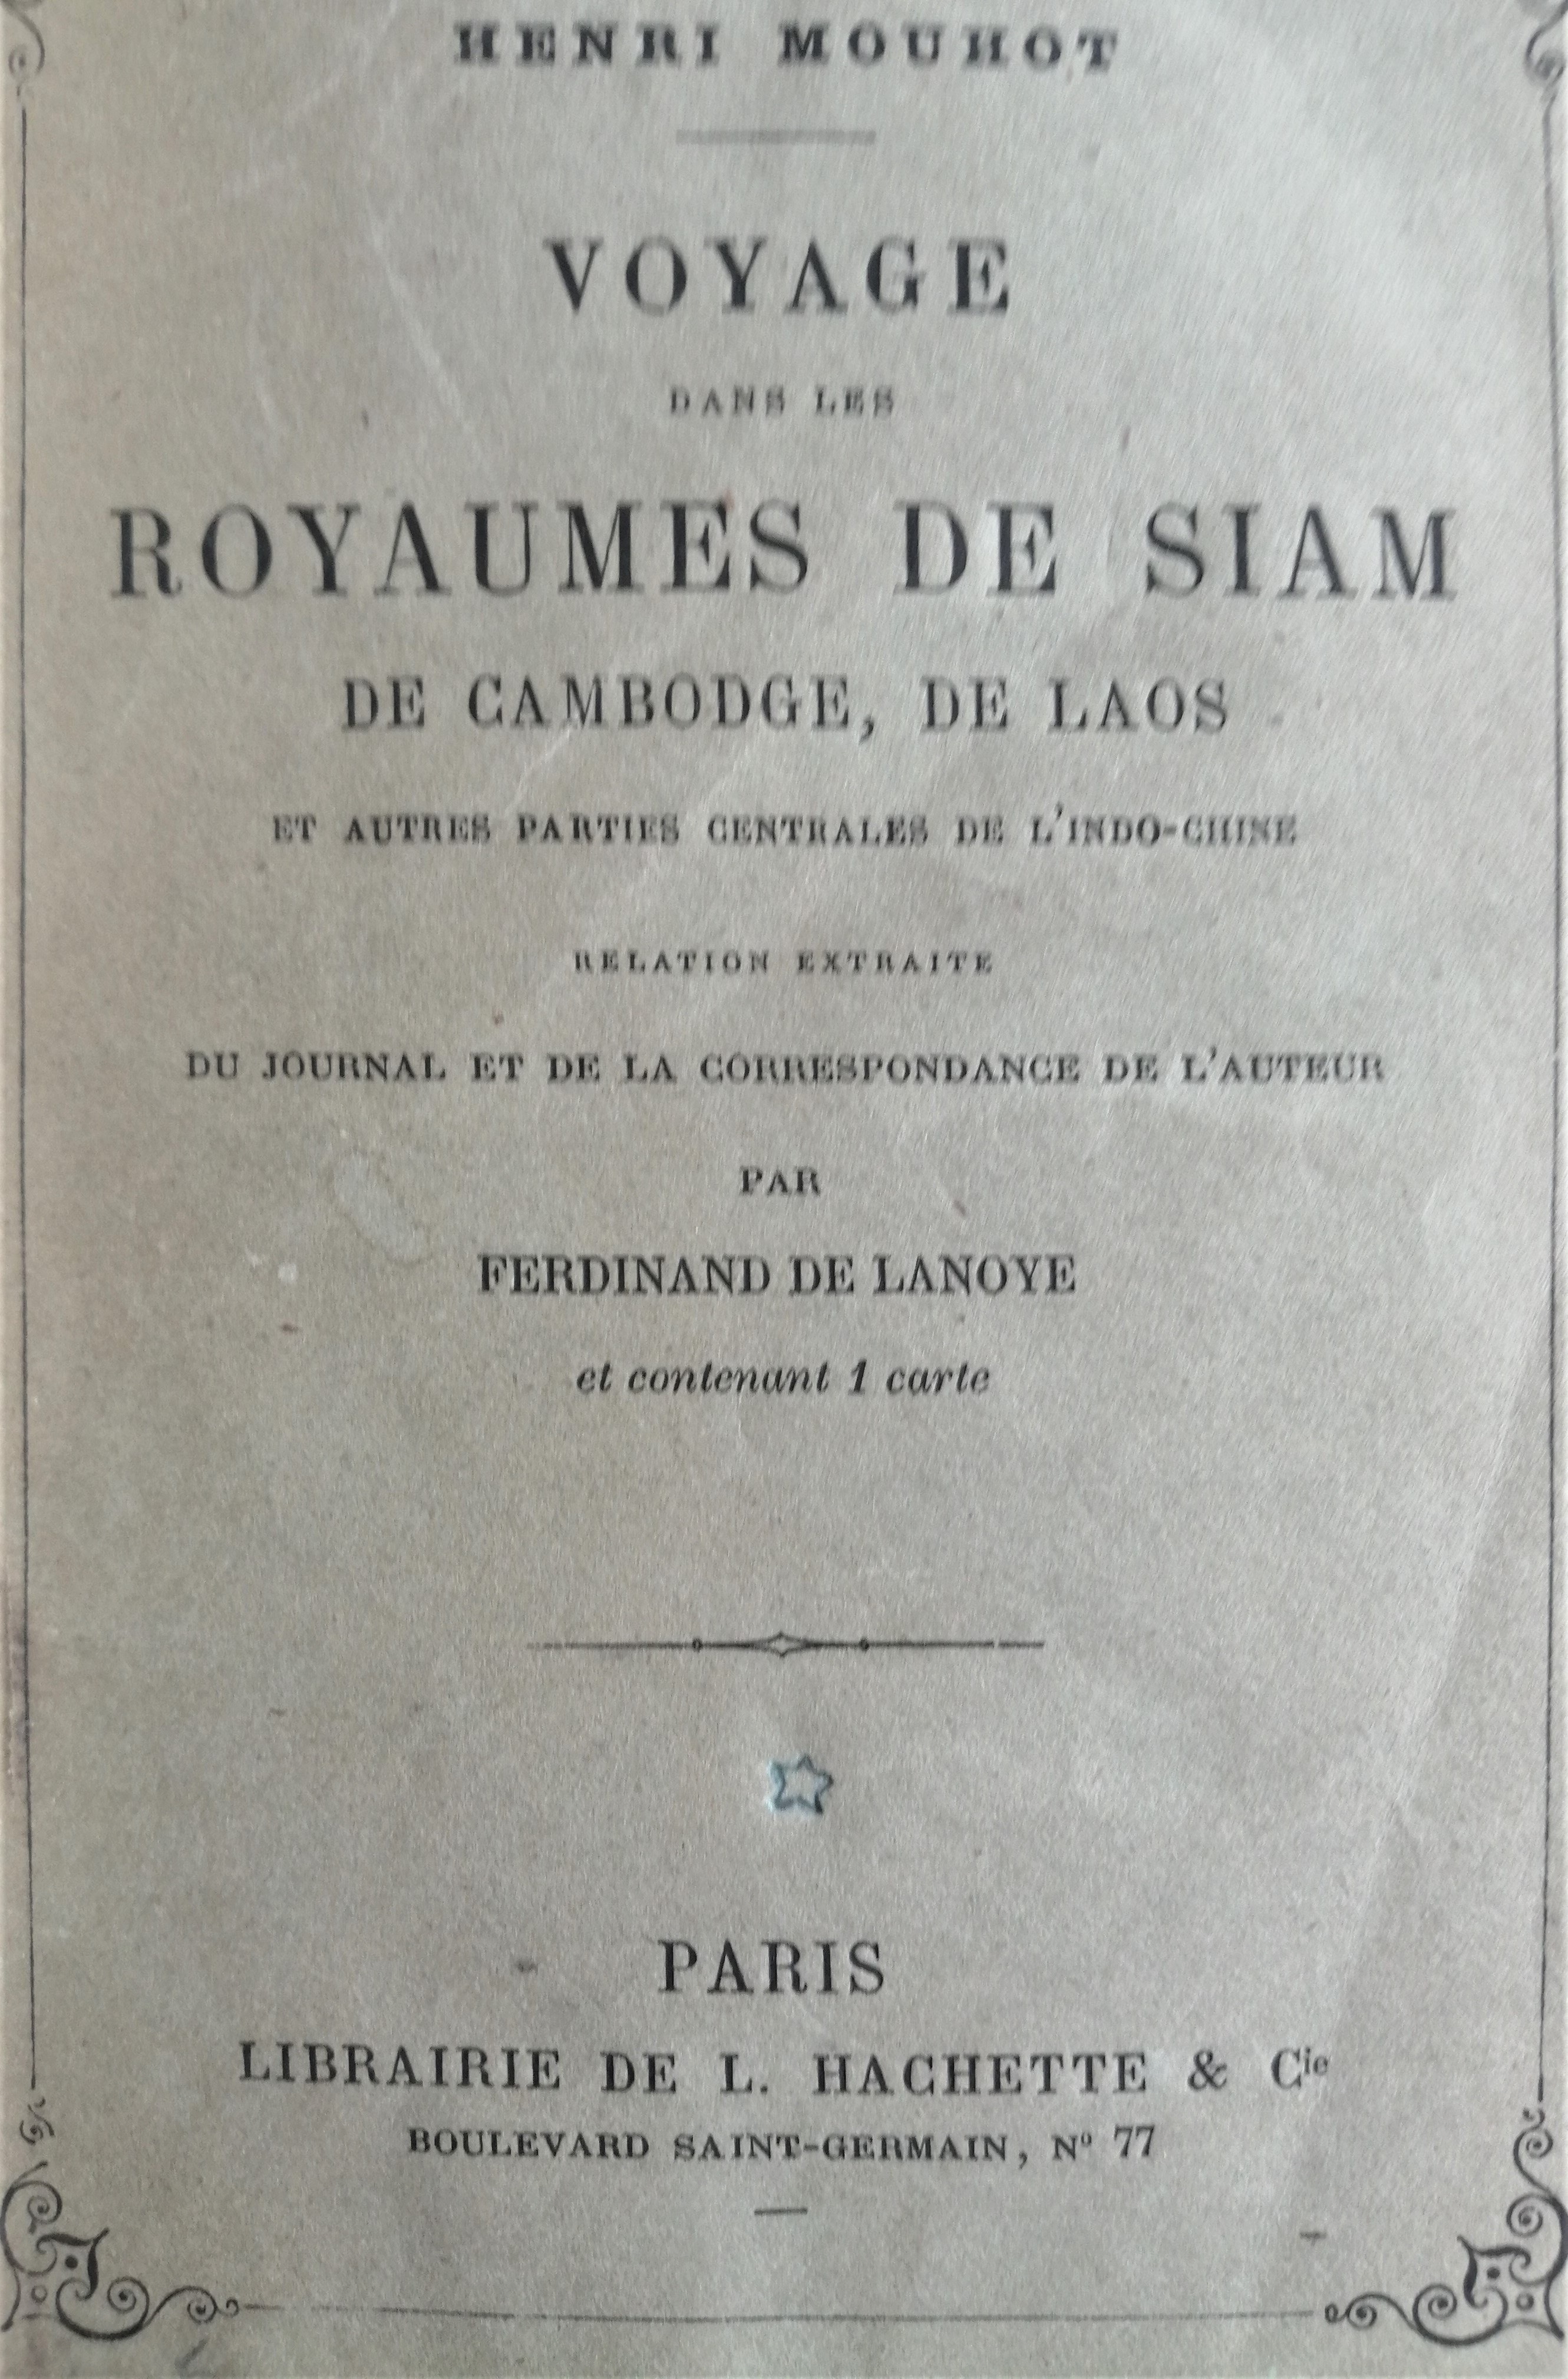 HENRI MOUHOT
VOYAGE
DANS LES
ROYAUMES DE SIAM
DE CAMBODGE, DE LAOS
ET AUTRES PARTIES CENTRALES DE L'INDO-CHINE
RELATION EXTRAITE
DU JOURNAL ET DE LA CORRESPONDANCE DE L'AUTEUR
PAR
FERDINAND DE LANOYE
et contenant 1 carte
PARIS
LIBRAIRIE DE L. HACHETTE & Cie
BOULEVARD SAINT-GERMAIN, Nº 77